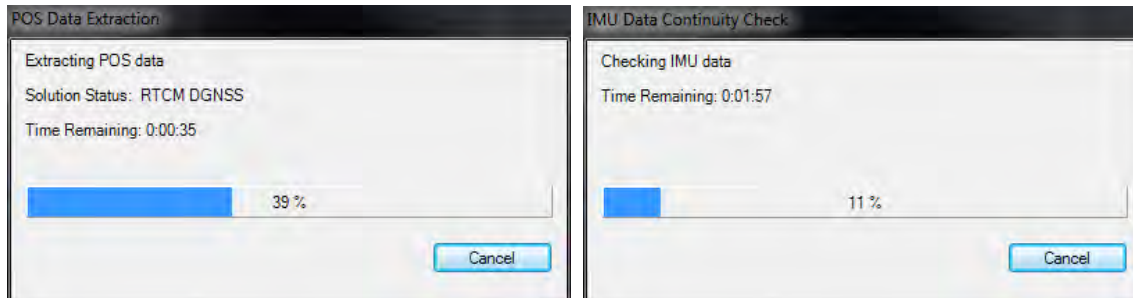 POS Data Extraction
Extracting POS data
Solution Status: RTCM DGNSS
Time Remaining: 0:00:35
39 %
Cancel
IMU Data Continuity Check
Checking IMU data
Time Remaining: 0:01:57
11 %
Cancel